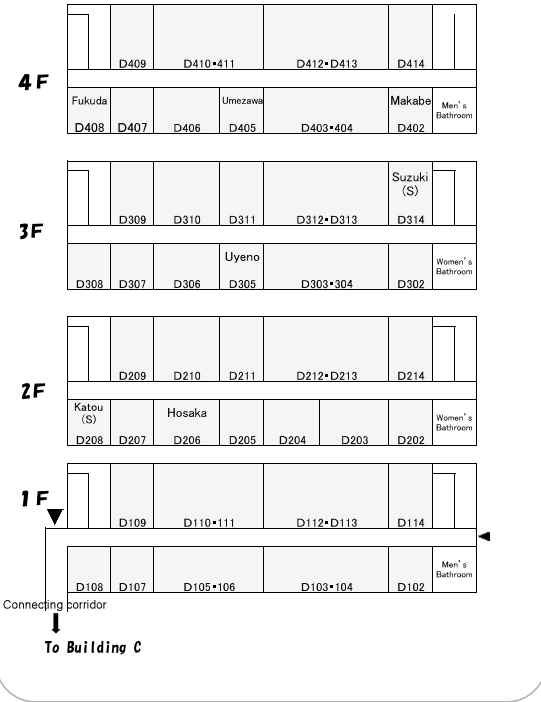 4F
D409 D410▪411 D412▪D413 D414
Fukuda Umezawa Makabe Men's
Bathroom
D408 D407 D406 D405 D403▪404 D402
3F
Suzuki
(S)
D309 D310 D311 D312▪D313 D314
Uyeno Women's
Bathroom
D308 D307 D306 D305 D303▪304 D302
2F
D209 D210 D211 D212▪D213 D214
Katou
(S)
Hosaka Women's
Bathroom
D208 D207 D206 D205 D204 D203 D202
1F
D109 D110▪111 D112▪D113 D114
Men's
Bathroom
D108 D107 D105▪106 D103▪104 D102
Connecting corridor
To Building C